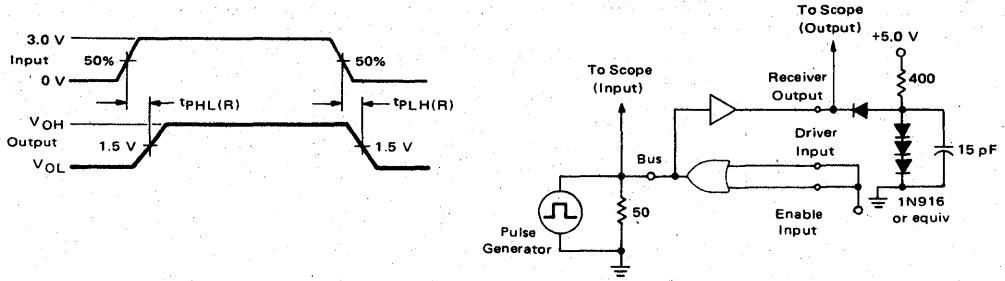 3.0 V
Input
50%
50%
0 V
tPHL(R)
tPLH(R)
VOH
Output
1.5 V
1.5 V
VOL
To Scope
(Output)
+5.0 V
To Scope
(Input)
Receiver
Output
400
Driver
Input
15 pF
Bus
50
1N916
or equiv
Enable
Input
Pulse
Generator